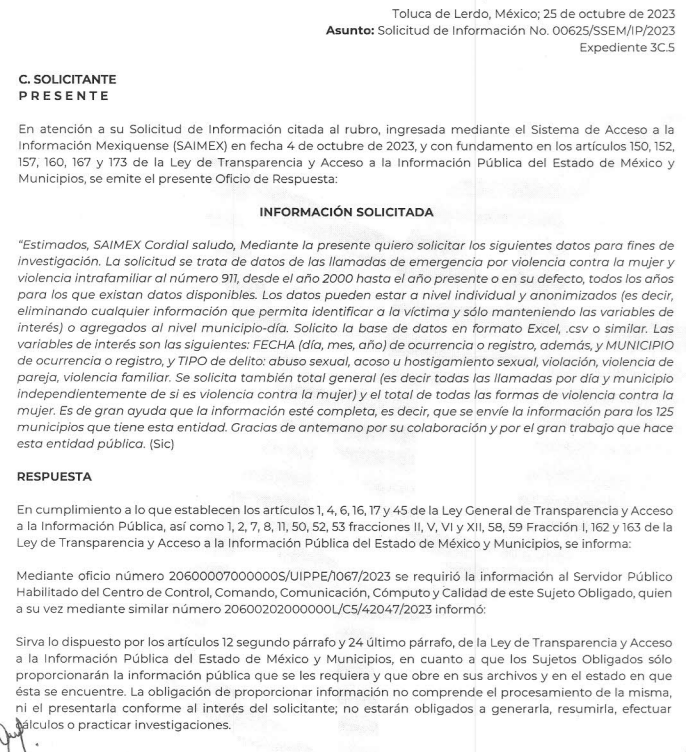 Toluca de Lerdo, México; 25 de octubre de 2023
Asunto: Solicitud de Información No. 00625/SSEM/IP/2023
Expediente 3C.5
C. SOLICITANTE
P R E S E N T E
En atención a su Solicitud de Información citada al rubro, ingresada mediante el Sistema de Acceso a la
Información Mexiquense (SAIMEX) en fecha 4 de octubre de 2023, y con fundamento en los artículos 150, 152,
157, 160, 167 y 173 de la Ley de Transparencia y Acceso a la Información Pública del Estado de México y
Municipios, se emite el presente Oficio de Respuesta:
INFORMACIÓN SOLICITADA
"Estimados, SAIMEX Cordial saludo, Mediante la presente quiero solicitar los siguientes datos para fines de
investigación. La solicitud se trata de datos de las llamadas de emergencia por violencia contra la mujer y
violencia intrafamiliar al número 911, desde el año 2000 hasta el año presente o en su defecto, todos los años
para los que existan datos disponibles. Los datos pueden estar a nivel individual y anonimizados (es decir,
eliminando cualquier información que permita identificar a la víctima y sólo manteniendo las variables de
interés) o agregados al nivel municipio-día. Solicito la base de datos en formato Excel, .csv o similar. Las
variables de interés son las siguientes: FECHA (día, mes, año) de ocurrencia o registro, además, y MUNICIPIO
de ocurrencia o registro, y TIPO de delito: abuso sexual, acoso u hostigamiento sexual, violación, violencia de
pareja, violencia familiar. Se solicita también total general (es decir todas las llamadas por día y municipio
independientemente de si es violencia contra la mujer) y el total de todas las formas de violencia contra la
mujer. Es de gran ayuda que la información esté completa, es decir, que se envíe la información para los 125
municipios que tiene esta entidad. Gracias de antemano por su colaboración y por el gran trabajo que hace
esta entidad pública. (Sic)
RESPUESTA
En cumplimiento a lo que establecen los artículos 1, 4, 6, 16, 17 y 45 de la Ley General de Transparencia y Acceso
a la Información Pública, así como 1, 2, 7, 8, 11, 50, 52, 53 fracciones II, V, VI y XII, 58, 59 Fracción I, 162 y 163 de la
Ley de Transparencia y Acceso a la Información Pública del Estado de México y Municipios, se informa:
Mediante oficio número 20600007000000S/UIPPE/1067/2023 se requirió la información al Servidor Público
Habilitado del Centro de Control, Comando, Comunicación, Cómputo y Calidad de este Sujeto Obligado, quien
a su vez mediante similar número 20600202000000L/C5/42047/2023 informó:
Sirva lo dispuesto por los artículos 12 segundo párrafo y 24 último párrafo, de la Ley de Transparencia y Acceso
a la Información Pública del Estado de México y Municipios, en cuanto a que los Sujetos Obligados sólo
proporcionarán la información pública que se les requiera y que obre en sus archivos y en el estado en que
ésta se encuentre. La obligación de proporcionar información no comprende el procesamiento de la misma,
ni el presentarla conforme al interés del solicitante; no estarán obligados a generarla, resumirla, efectuar
cálculos o practicar investigaciones.